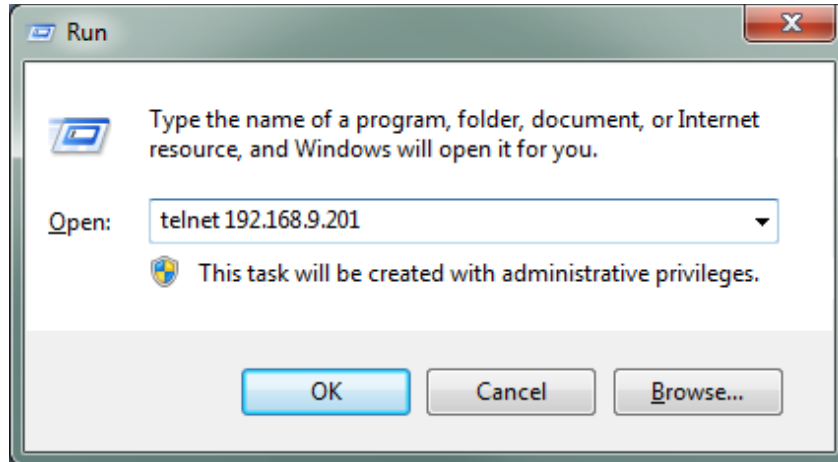 Run
Type the name of a program, folder, document, or Internet
resource, and Windows will open it for you.
Open:
telnet 192.168.9.201
This task will be created with administrative privileges.
OK
Cancel
Browse...